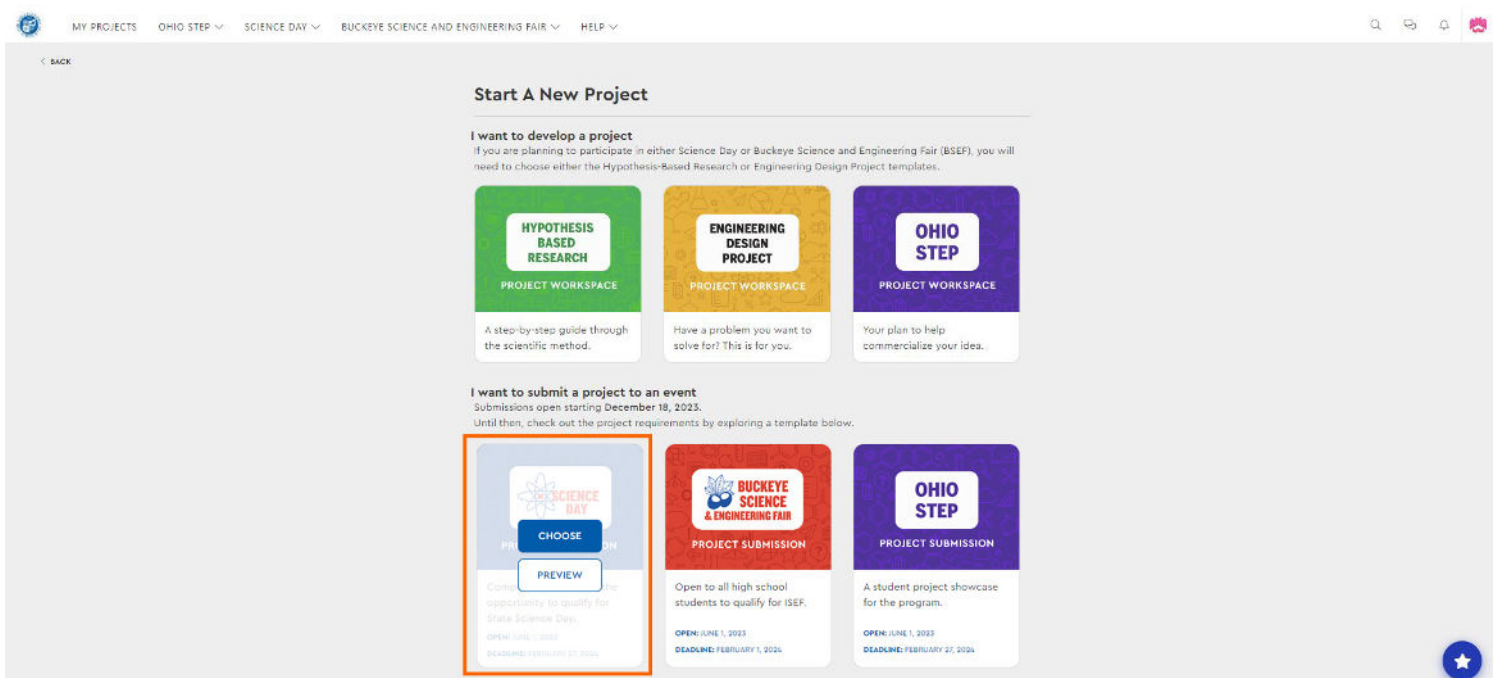 MY PROJECTS OHIO STEP SCIENCE DAY BUCKEYE SCIENCE AND ENGINEERING FAIR HELP
BACK
Start A New Project
I want to develop a project
If you are planning to participate in either Science Day or Buckeye Science and Engineering Fair (BSEF), you will
need to choose either the Hypothesis-Based Research or Engineering Design Project templates.
HYPOTHESIS
BASED
RESEARCH
PROJECT WORKSPACE
A step-by-step guide through
the scientific method.
ENGINEERING
DESIGN
PROJECT
PROJECT WORKSPACE
Have a problem you want to
solve for? This is for you.
OHIO
STEP
PROJECT WORKSPACE
Your plan to help
commercialize your idea.
I want to submit a project to an event
Submissions open starting December 18, 2023.
Until then, check out the project requirements by exploring a template below.
SCIENCE
DAY
CHOOSE
PREVIEW
opportunity to qualify for
State Science Day.
OPEN: JUNE 1, 2023
DEADLINE: FEBRUARY 27, 2024
BUCKEYE
SCIENCE
& ENGINEERING FAIR
PROJECT SUBMISSION
Open to all high school
students to qualify for ISEF.
OPEN: JUNE 1, 2023
DEADLINE: FEBRUARY 1, 2024
OHIO
STEP
PROJECT SUBMISSION
A student project showcase
for the program.
OPEN: JUNE 1, 2023
DEADLINE: FEBRUARY 27, 2024